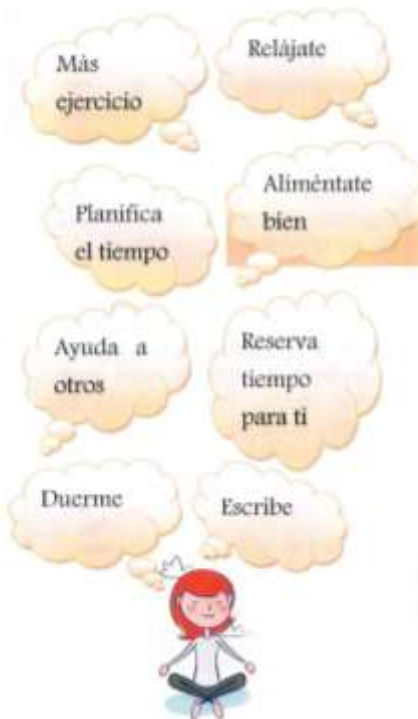 Más
ejercicio
Relájate
Planifica
el tiempo
Aliméntate
bien
Ayuda a
otros
Reserva
tiempo
para ti
Duerme
Escribe